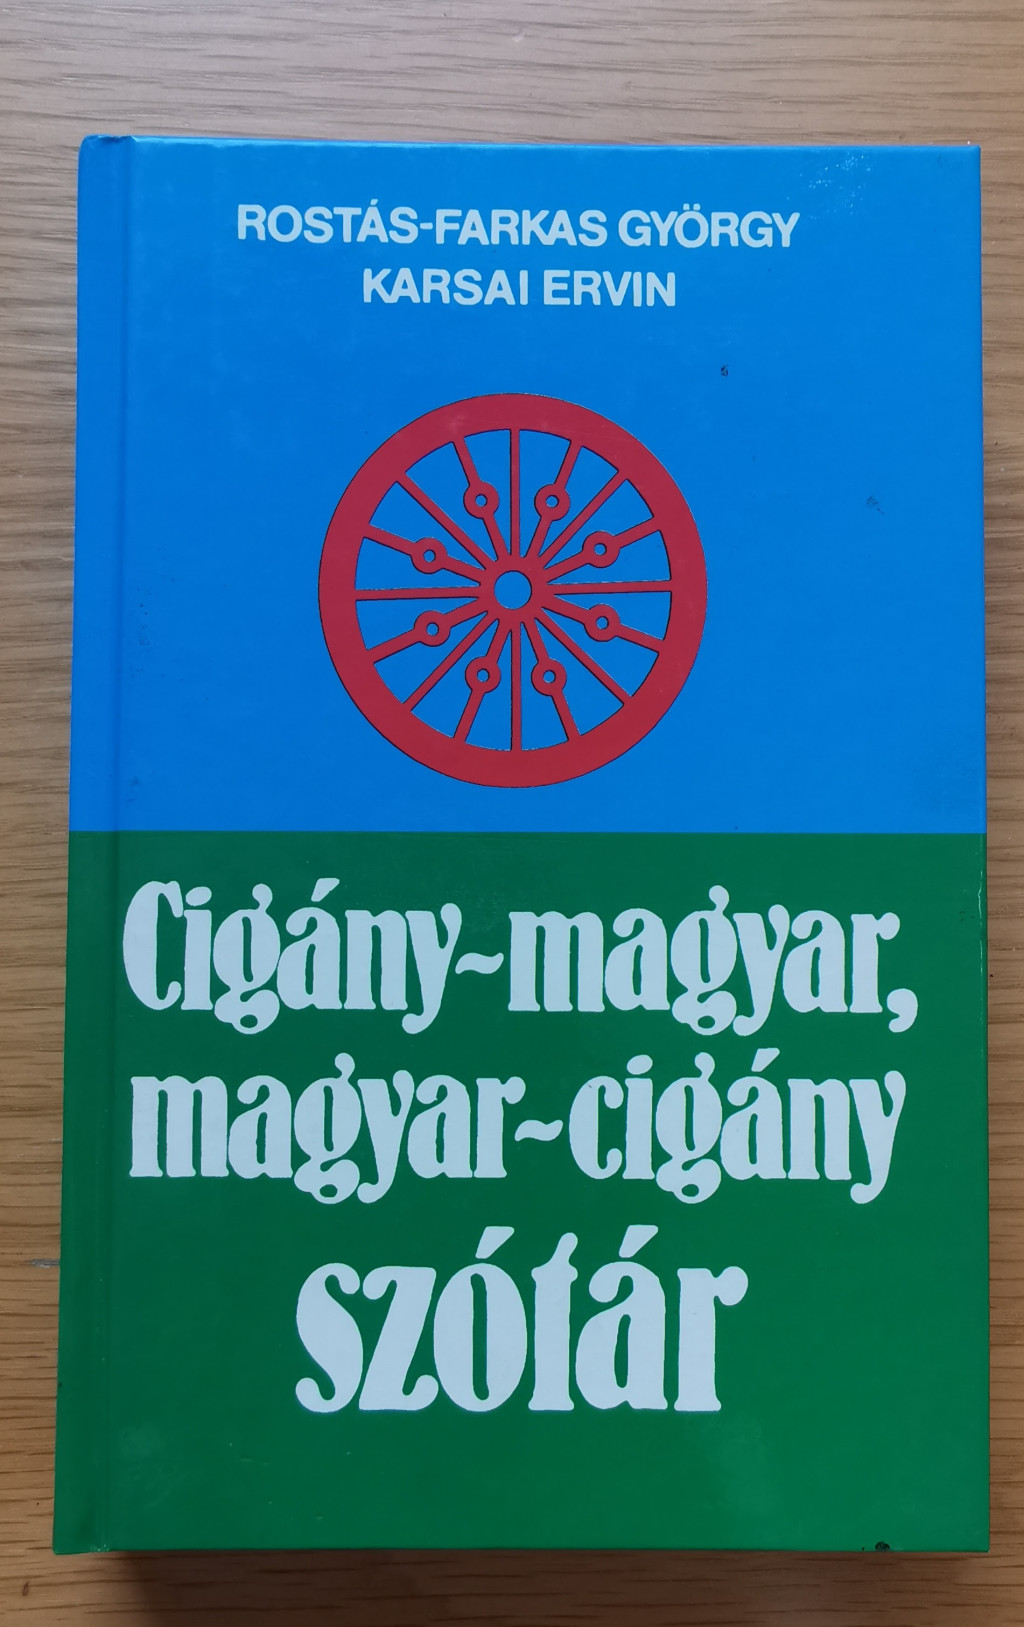 ROSTÁS-FARKAS GYÖRGY
KARSAI ERVIN
Cigány-magyar,
magyar-cigány
szótár